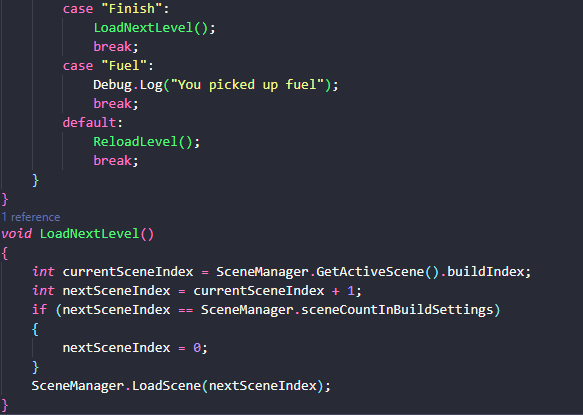 case "Finish":
LoadNextLevel();
break;
case "Fuel":
Debug.Log("You picked up fuel");
break;
default:
ReloadLevel();
break;
}
}
1 reference
void LoadNextLevel()
{
int currentSceneIndex = SceneManager.GetActiveScene().buildIndex;
int nextSceneIndex = currentSceneIndex + 1;
if (nextSceneIndex == SceneManager.sceneCountInBuildSettings)
{
nextSceneIndex = 0;
}
SceneManager.LoadScene(nextSceneIndex);
}